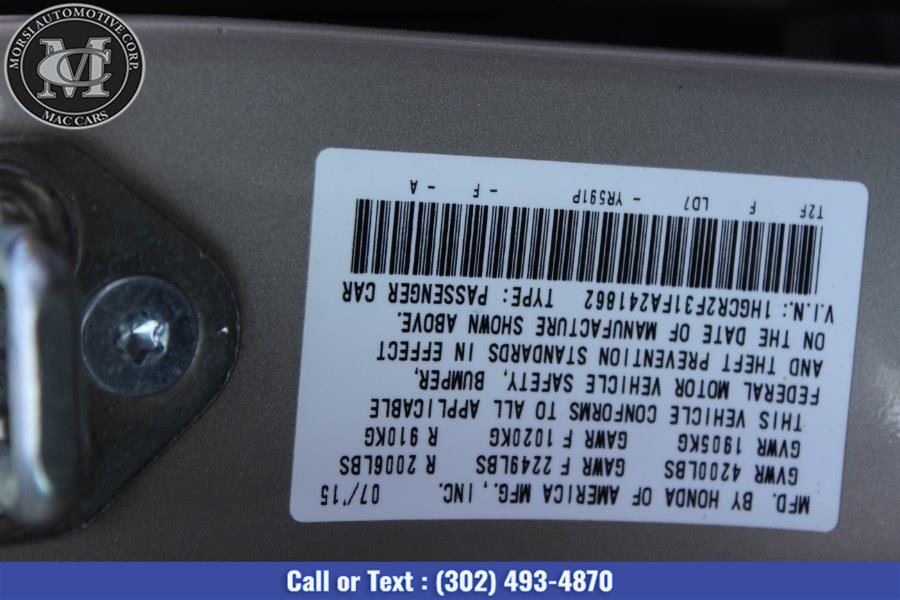 MORSI AUTOMOTIVE CORP.
MC
MAC CARS
MFD. BY HONDA OF AMERICA MFG., INC. 07/'15
GVWR 4200LBS GAWR F 2249LBS R 2006LBS
GVWR 1905KG GAWR F 1020KG R 910KG
THIS VEHICLE CONFORMS TO ALL APPLICABLE
FEDERAL MOTOR VEHICLE SAFETY, BUMPER,
AND THEFT PREVENTION STANDARDS IN EFFECT
ON THE DATE OF MANUFACTURE SHOWN ABOVE.
V.I.N.: 1HGCR2F31FA241862 TYPE: PASSENGER CAR
T2F F LD7 - YR591P - F - A
Call or Text : (302) 493-4870